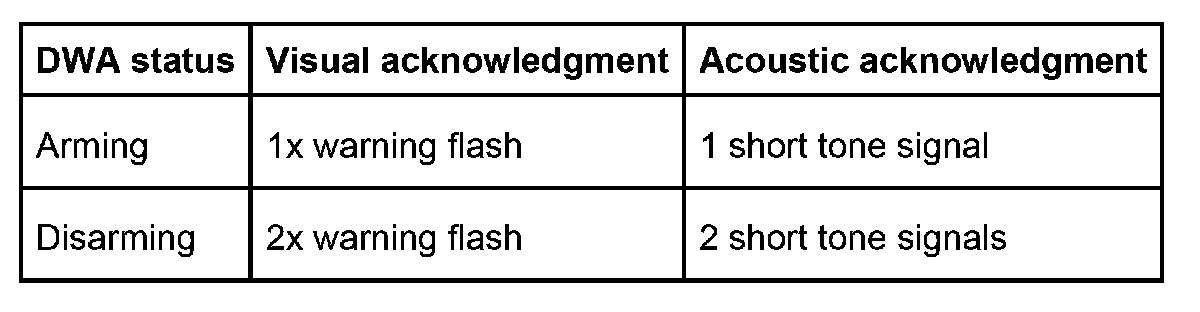 DWA status Visual acknowledgment Acoustic acknowledgment
Arming 1x warning flash 1 short tone signal
Disarming 2x warning flash 2 short tone signals